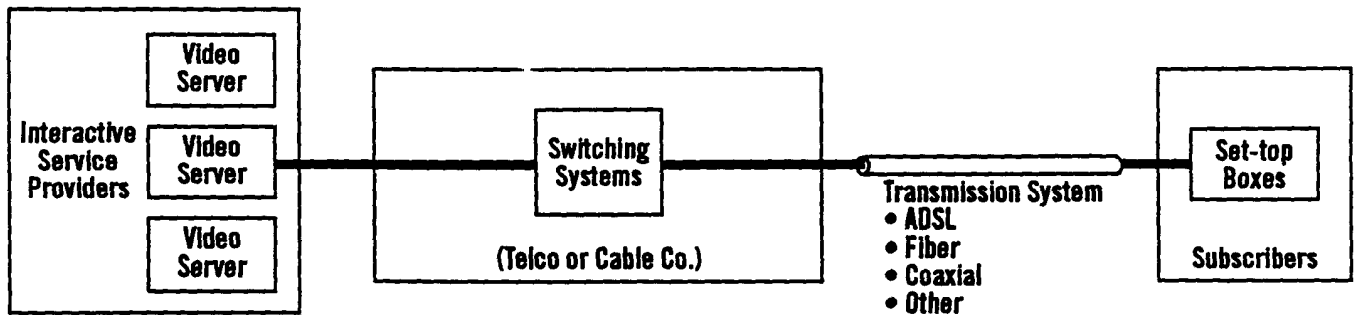 Video
Server
Interactive
Service
Providers
Video
Server
Video
Server
Switching
Systems
(Telco or Cable Co.)
Transmission System
• ADSL
• Fiber
• Coaxial
• Other
Set-top
Boxes
Subscribers